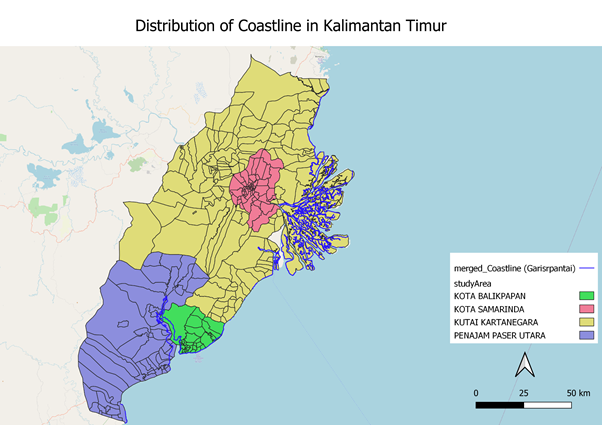 Distribution of Coastline in Kalimantan Timur
merged_Coastline (Garisrpantai)
studyArea
KOTA BALIKPAPAN
KOTA SAMARINDA
KUTAI KARTANEGARA
PENAJAM PASER UTARA
0 25 50 km